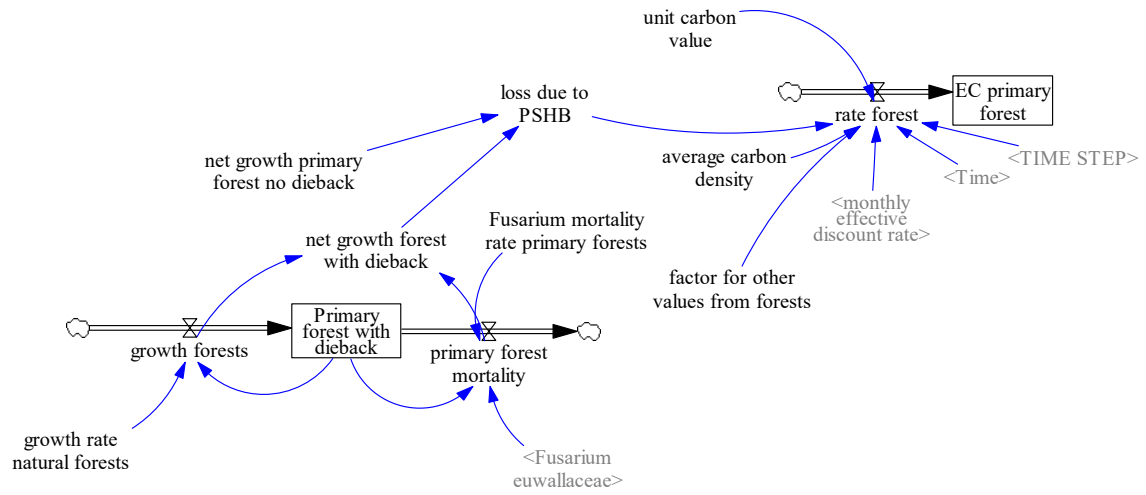 unit carbon
value
loss due to
PSHB
EC primary
forest
rate forest
net growth primary
forest no dieback
average carbon
density
<TIME STEP>
<Time>
<monthly
effective
discount rate>
Fusarium mortality
rate primary forests
net growth forest
with dieback
factor for other
values from forests
Primary
forest with
dieback
growth forests
primary forest
mortality
growth rate
natural forests
<Fusarium
euwallaceae>